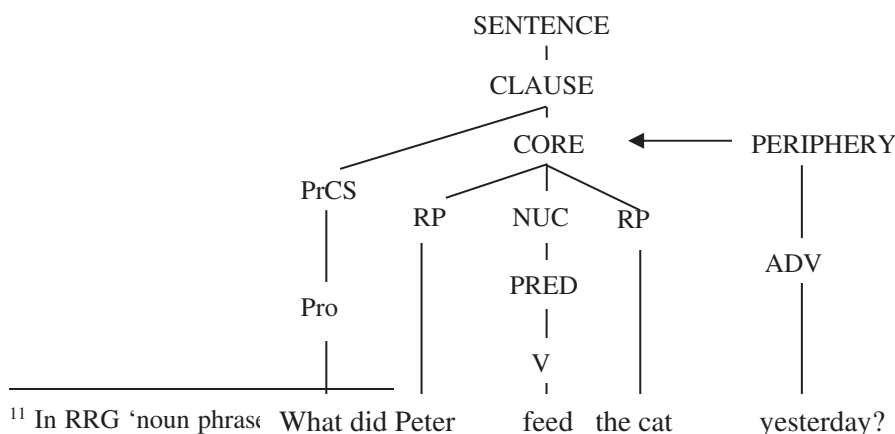 SENTENCE
CLAUSE
CORE PERIPHERY
PrCS
RP NUC RP
ADV
PRED
Pro
V
What did Peter feed the cat yesterday?
11 In RRG ‘noun phrase